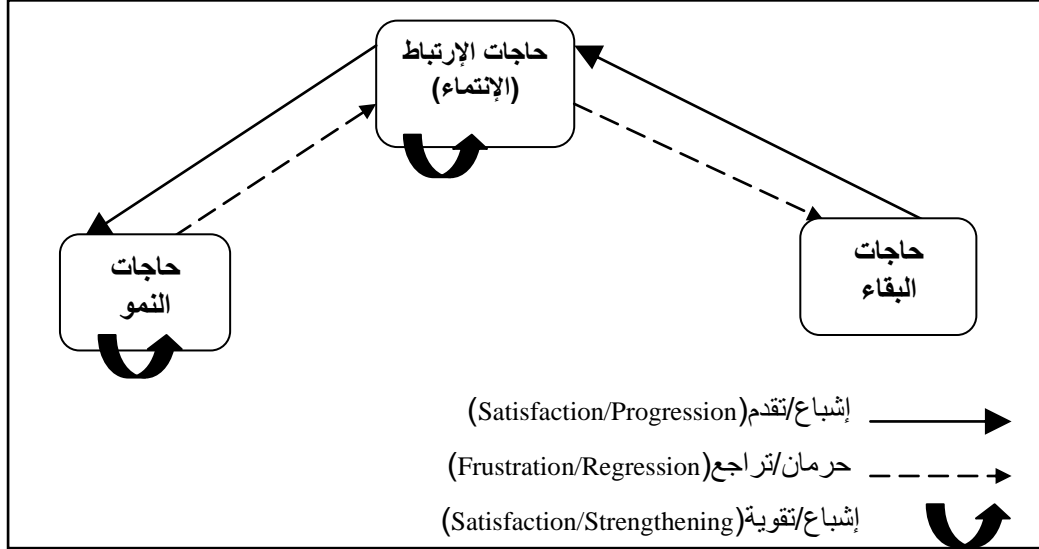 حاجات الإرتباط
(الإنتماء)
حاجات
البقاء
حاجات
النمو
إشباع/تقدم(Satisfaction/Progression)
حرمان/تراجع(Frustration/Regression)
إشباع/تقوية(Satisfaction/Strengthening)